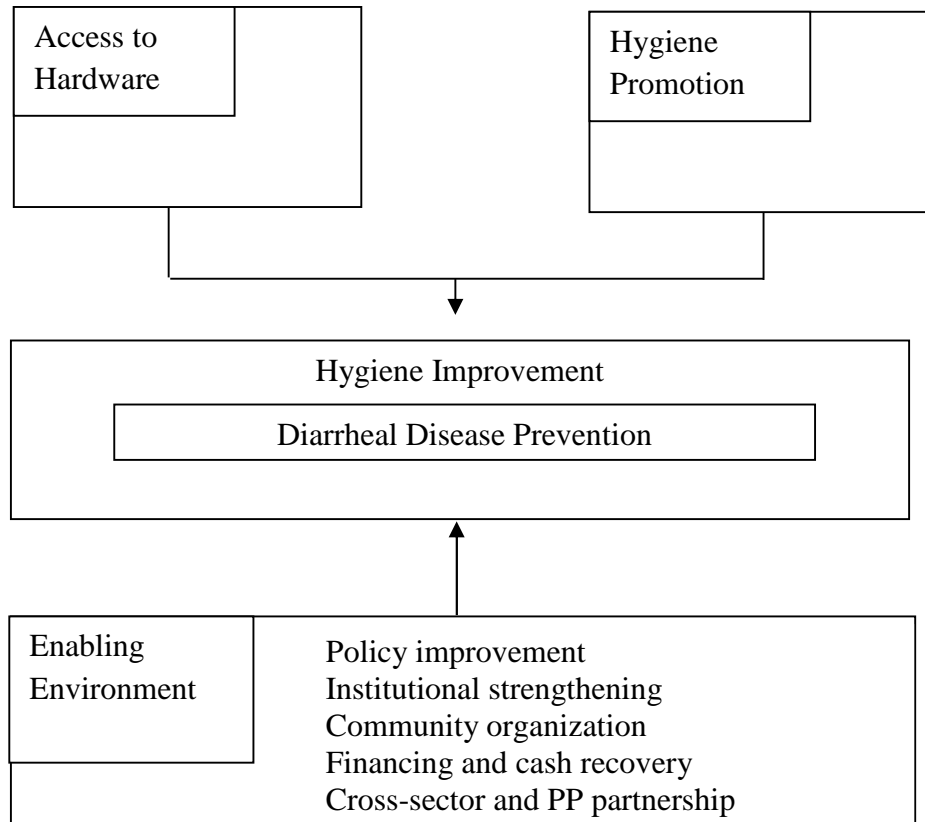 Access to
Hardware
Hygiene
Promotion
Hygiene Improvement
Diarrheal Disease Prevention
Enabling
Environment
Policy improvement
Institutional strengthening
Community organization
Financing and cash recovery
Cross-sector and PP partnership